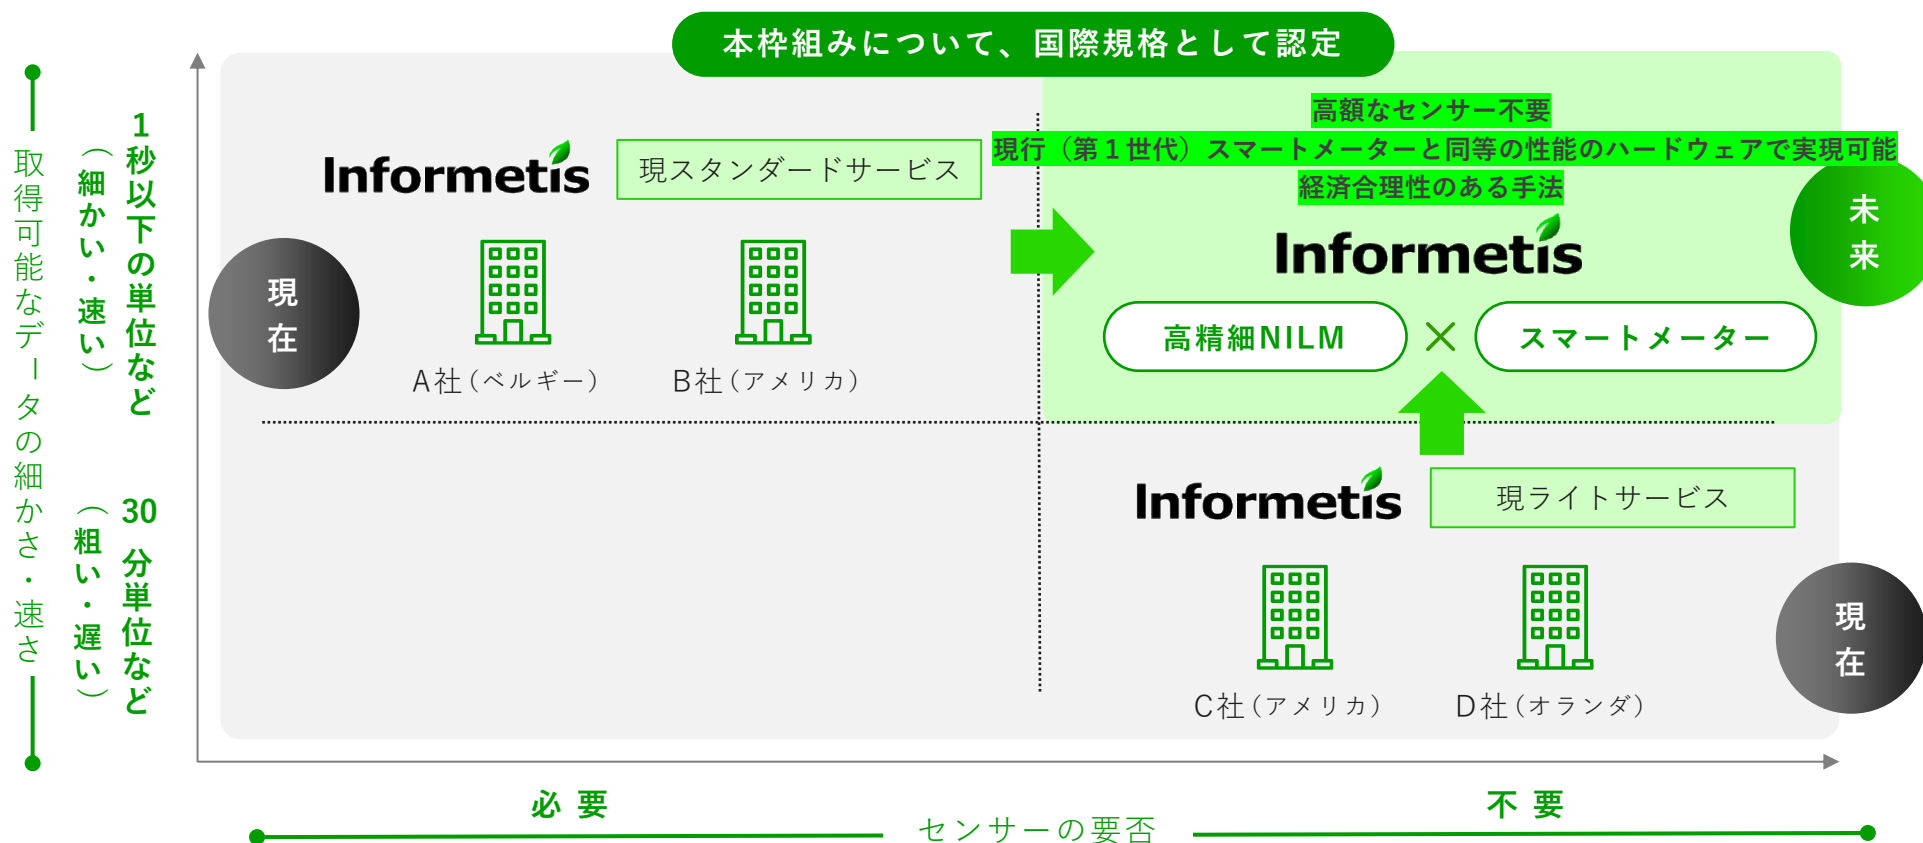 本枠組みについて、国際規格として認定
取得可能なデータの細かさ・速さ
1秒以下の単位など
（細かい・速い）
30 分単位など
（粗い・遅い）
現在
Informetis
現スタンダードサービス
A社（ベルギー）
B社（アメリカ）
高額なセンサー不要
現行（第１世代）スマートメーターと同等の性能のハードウェアで実現可能
経済合理性のある手法
未来
Informetis
高精細NILM
×
スマートメーター
Informetis
現ライトサービス
C社（アメリカ）
D社（オランダ）
現在
必要
不要
センサーの要否